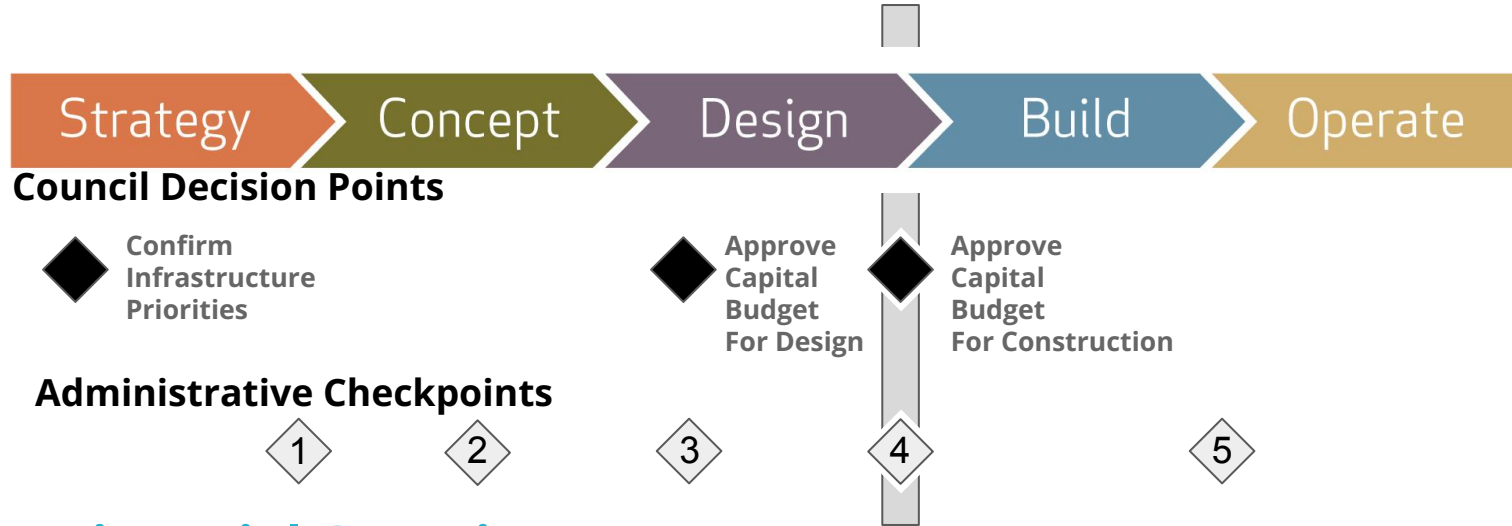 Strategy
Concept
Design
Build
Operate
Council Decision Points
Confirm
Infrastructure
Priorities
Approve
Capital
Budget
For Design
Approve
Capital
Budget
For Construction
Administrative Checkpoints
1
2
3
4
5